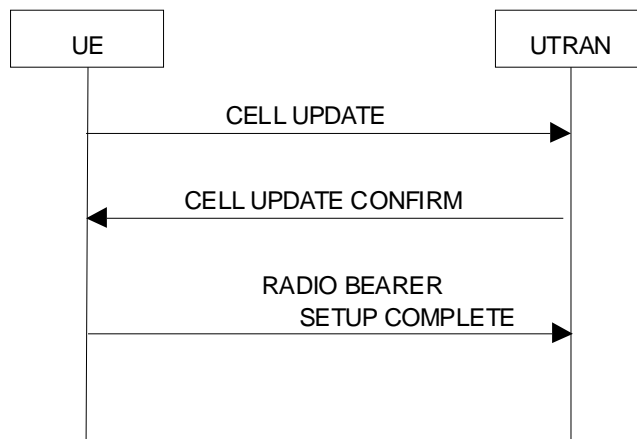 UE
UTRAN
CELL UPDATE
CELL UPDATE CONFIRM
RADIO BEARER
SETUP COMPLETE